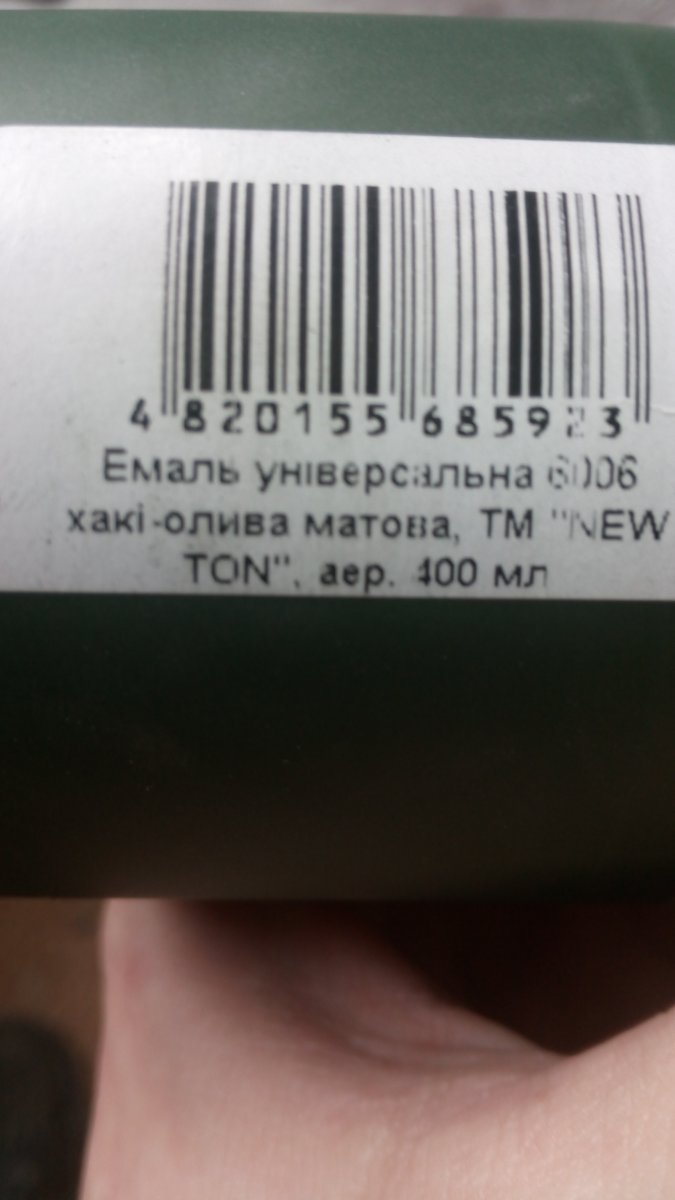 4 820155 685923
Емаль універсальна 6006
хакі-олива матова, ТМ "NEW
TON", аер. 400 мл